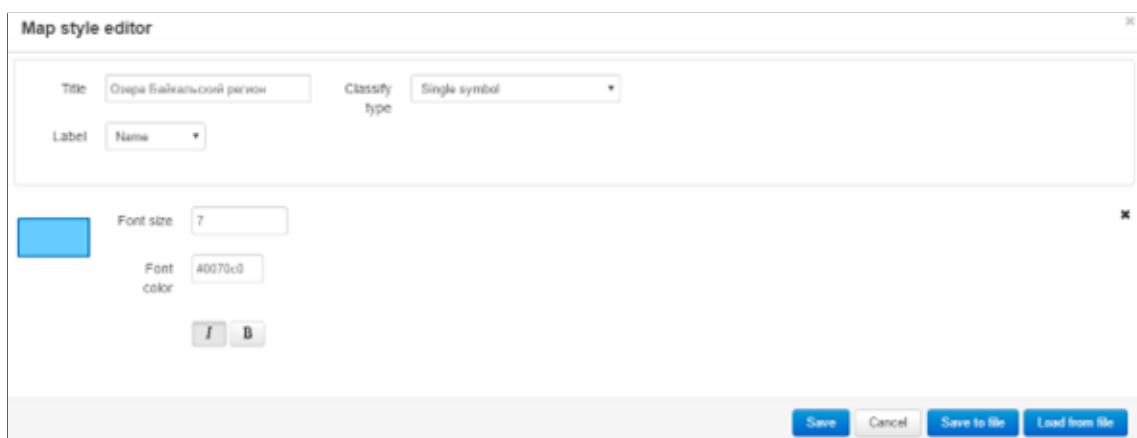 Map style editor
Title Озера Байкальский регион Classify type Single symbol
Label Name
Font size 7
Font color #0070c0
I B
Save Cancel Save to file Load from file